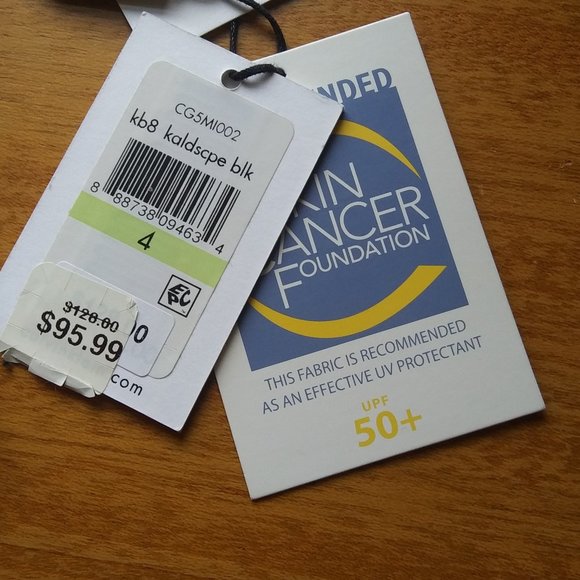 CG5MI002
kb8 kaldscpe blk
8 88738 09463 4
4
$128.00
$95.99
00
.com
NDED
KIN
CANCER
FOUNDATION
THIS FABRIC IS RECOMMENDED
AS AN EFFECTIVE UV PROTECTANT
UPF
50+